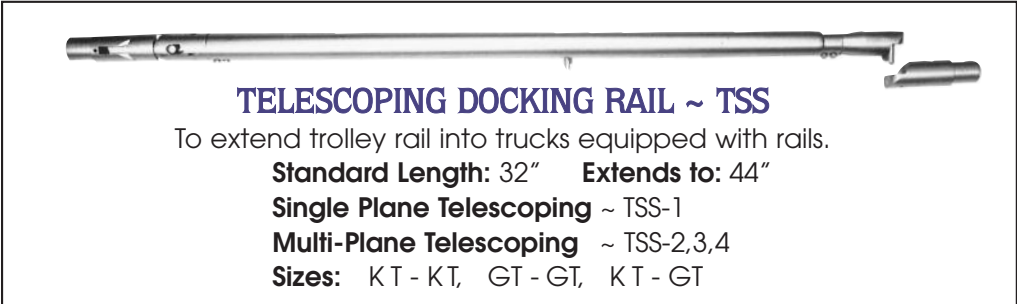 TELESCOPING DOCKING RAIL ~ TSS
To extend trolley rail into trucks equipped with rails.
Standard Length: 32″ Extends to: 44″
Single Plane Telescoping ~ TSS-1
Multi-Plane Telescoping ~ TSS-2,3,4
Sizes: KT - KT, GT - GT, KT - GT